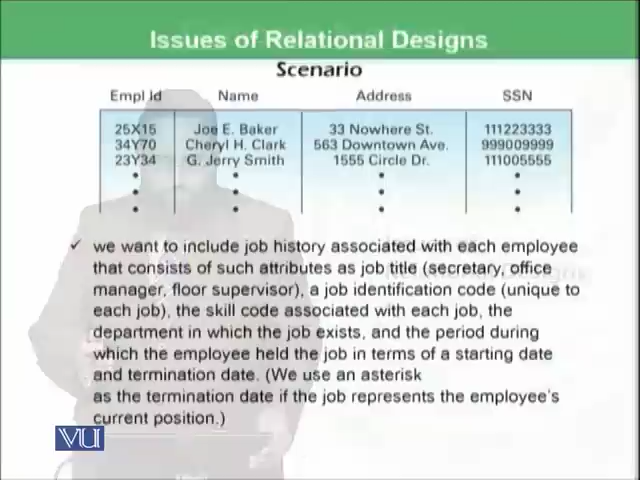 Issues of Relational Designs
Scenario
Empl Id Name Address SSN
25X15 Joe E. Baker 33 Nowhere St. 111223333
34Y70 Cheryl H. Clark 563 Downtown Ave. 999009999
23Y34 G. Jerry Smith 1555 Circle Dr. 111005555
✓ we want to include job history associated with each employee
that consists of such attributes as job title (secretary, office
manager, floor supervisor), a job identification code (unique to
each job), the skill code associated with each job, the
department in which the job exists, and the period during
which the employee held the job in terms of a starting date
and termination date. (We use an asterisk
as the termination date if the job represents the employee's
current position.)
VU